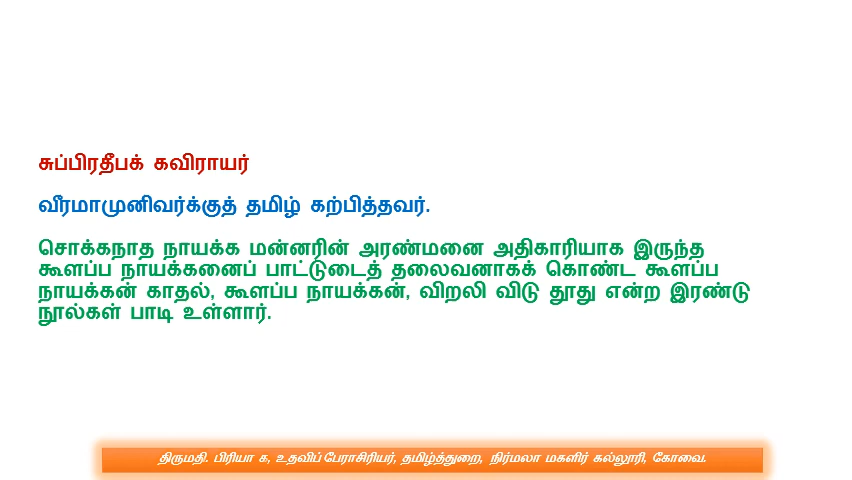 சுப்பிரதீபக் கவிராயர்
வீரமாமுனிவர்க்குத் தமிழ் கற்பித்தவர்.
சொக்கநாத நாயக்க மன்னரின் அரண்மனை அதிகாரியாக இருந்த
கூளப்ப நாயக்கனைப் பாட்டுடைத் தலைவனாகக் கொண்ட கூளப்ப
நாயக்கன் காதல், கூளப்ப நாயக்கன், விறலி விடு தூது என்ற இரண்டு
நூல்கள் பாடி உள்ளார்.
திருமதி. பிரியா க, உதவிப் பேராசிரியர், தமிழ்த்துறை, நிர்மலா மகளிர் கல்லூரி, கோவை.